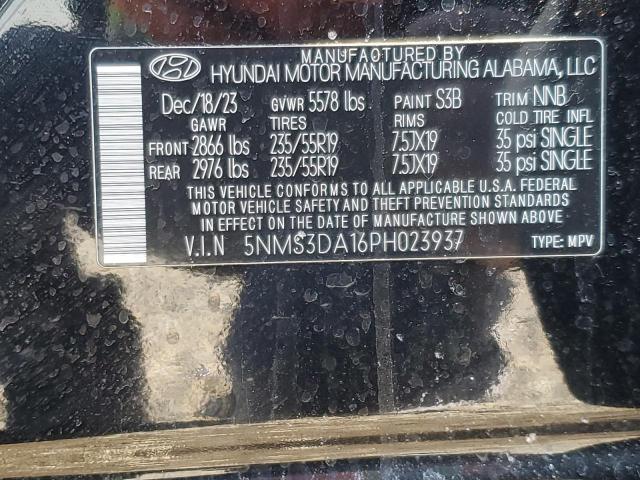 MANUFACTURED BY
HYUNDAI MOTOR MANUFACTURING ALABAMA, LLC
Dec/18/23 GVWR 5578 lbs PAINT S3B TRIM NNB
GAWR TIRES RIMS COLD TIRE INFL
FRONT 2866 lbs 235/55R19 7.5JX19 35 psi SINGLE
REAR 2976 lbs 235/55R19 7.5JX19 35 psi SINGLE
THIS VEHICLE CONFORMS TO ALL APPLICABLE U.S.A. FEDERAL
MOTOR VEHICLE SAFETY AND THEFT PREVENTION STANDARDS
IN EFFECT ON THE DATE OF MANUFACTURE SHOWN ABOVE.
V.I.N 5NMS3DA16PH023937 TYPE: MPV